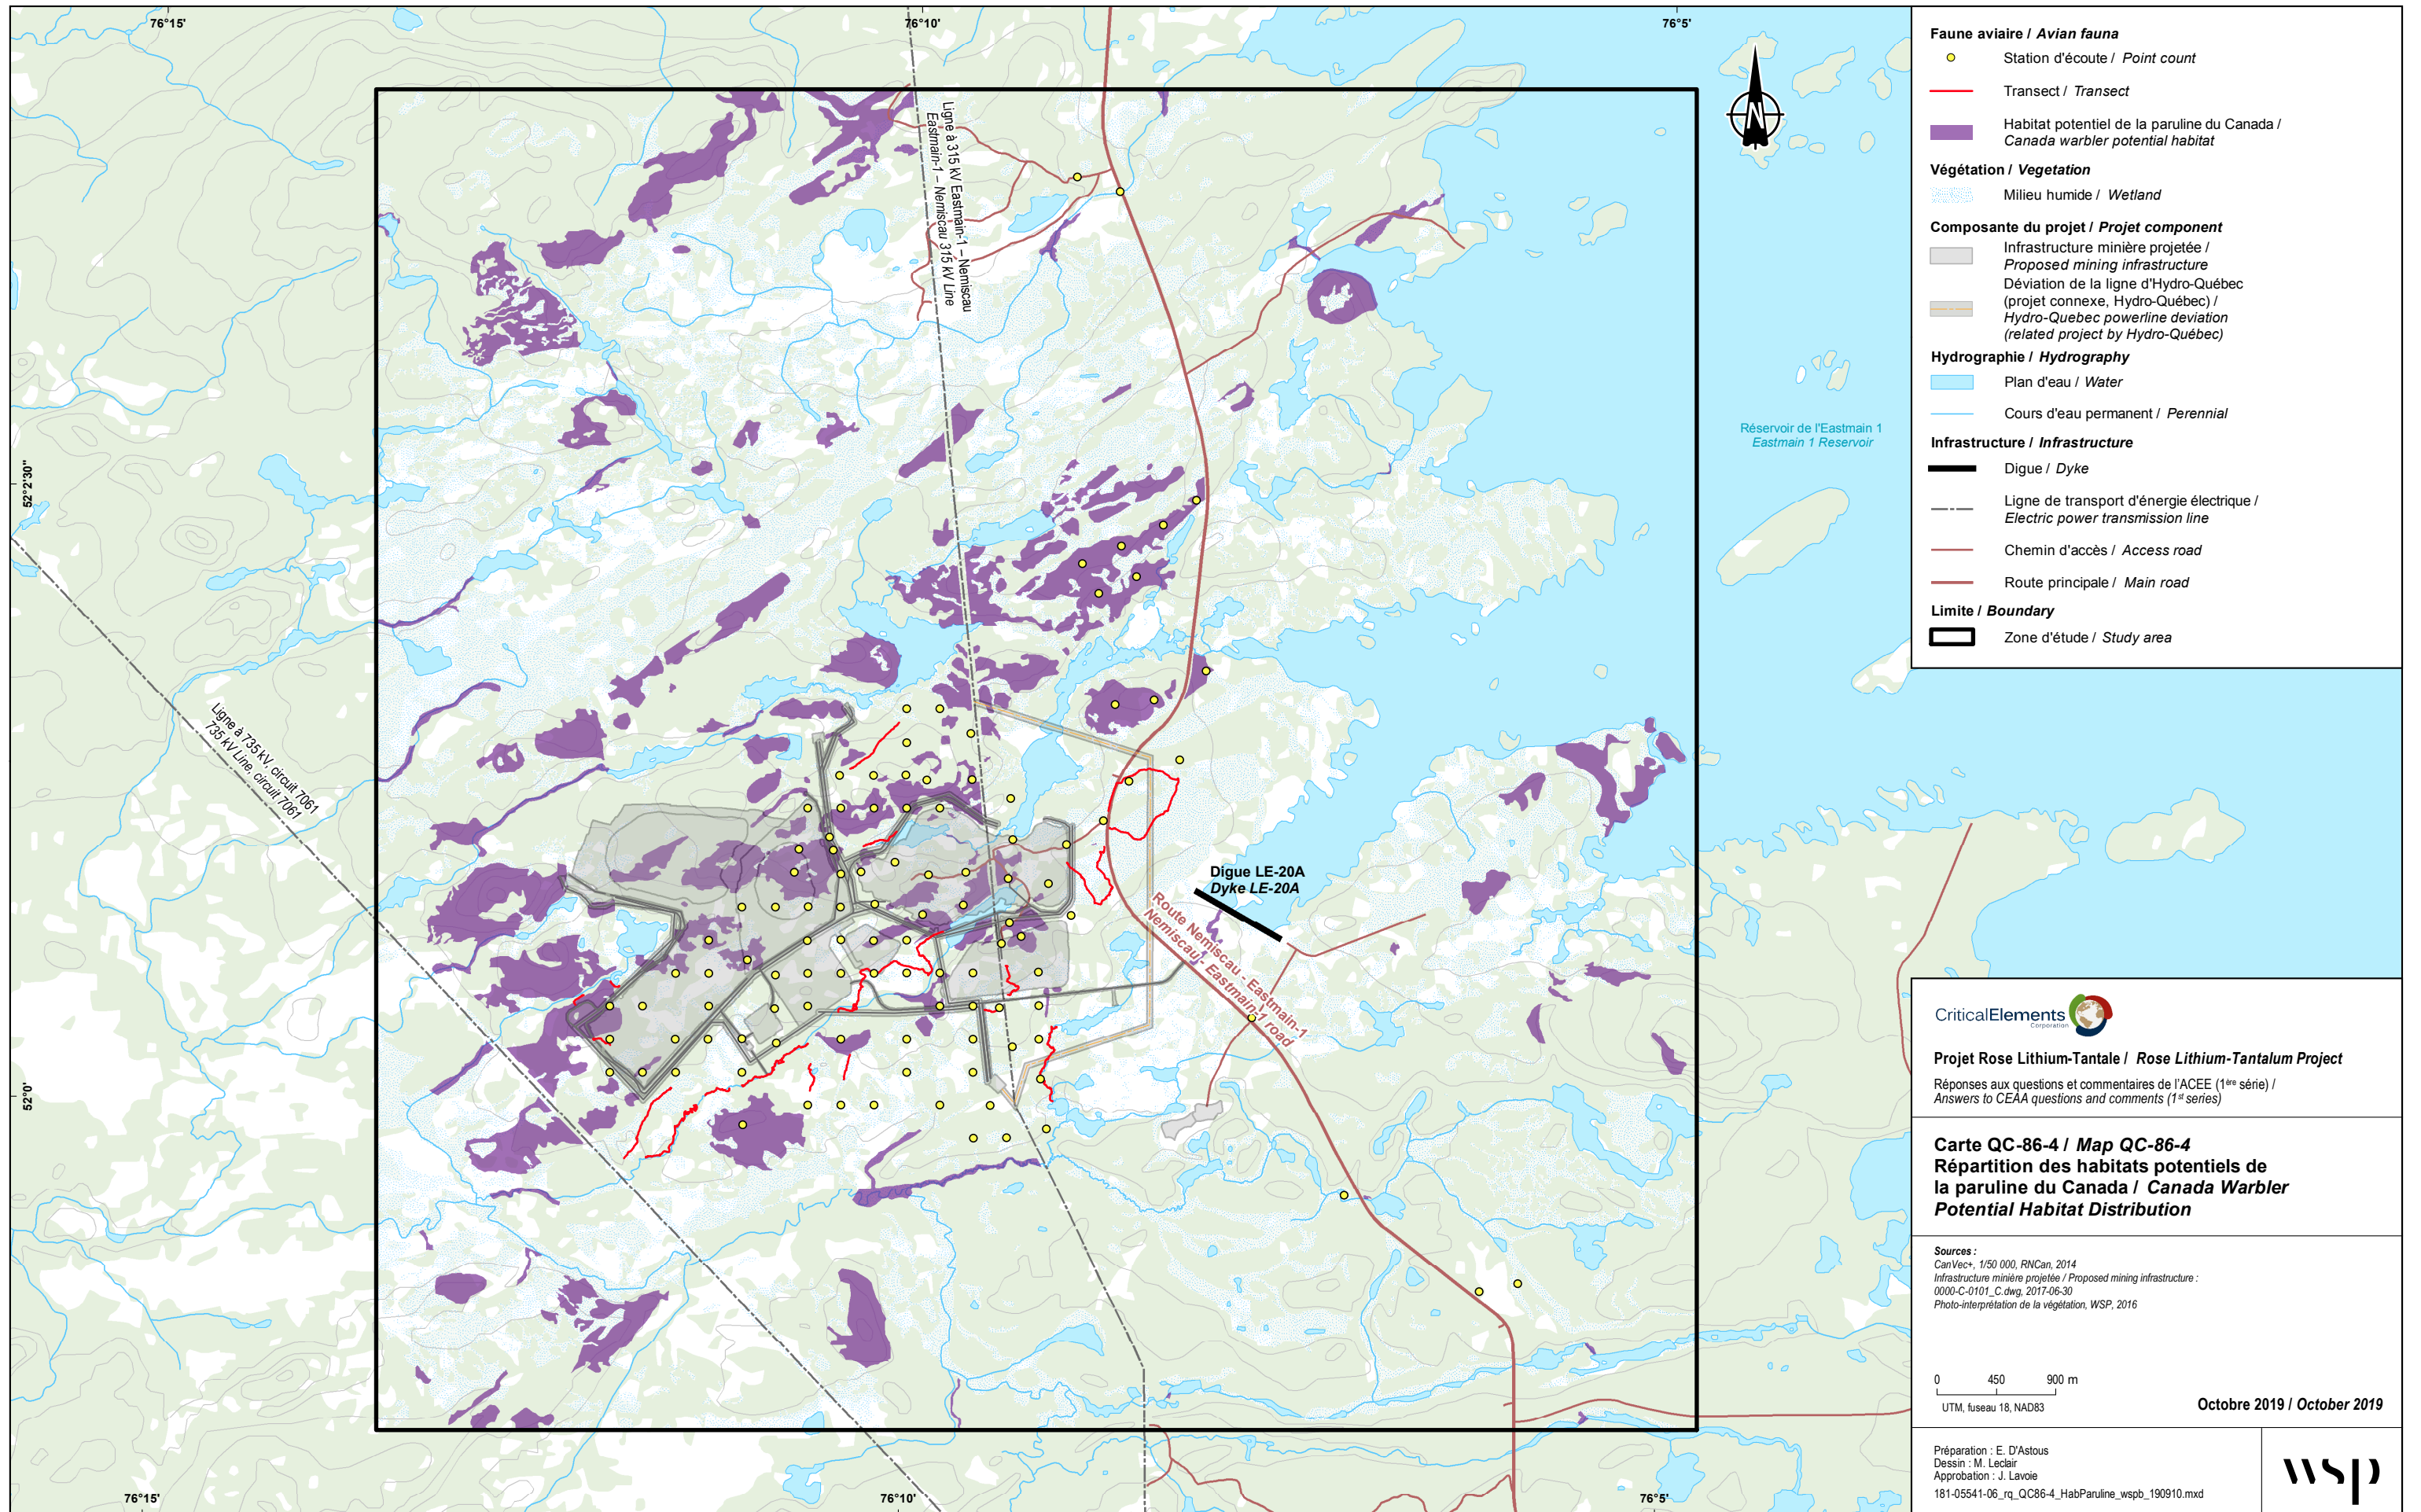 76°15'
76°10'
76°5'
52°2'30"
52°0'
76°15'
76°10'
76°5'
Ligne à 315 kV Eastmain-1 – Nemiscau
Eastmain-1 – Nemiscau 315 kV Line
Ligne à 735 kV, circuit 7061
735 kV Line, circuit 7061
Réservoir de l'Eastmain 1
Eastmain 1 Reservoir
Digue LE-20A
Dyke LE-20A
Route Nemiscau - Eastmain-1
Nemiscau - Eastmain-1 road
N
Faune aviaire / Avian fauna
Station d'écoute / Point count
Transect / Transect
Habitat potentiel de la paruline du Canada /
Canada warbler potential habitat
Végétation / Vegetation
Milieu humide / Wetland
Composante du projet / Projet component
Infrastructure minière projetée /
Proposed mining infrastructure
Déviation de la ligne d'Hydro-Québec
(projet connexe, Hydro-Québec) /
Hydro-Quebec powerline deviation
(related project by Hydro-Québec)
Hydrographie / Hydrography
Plan d'eau / Water
Cours d'eau permanent / Perennial
Infrastructure / Infrastructure
Digue / Dyke
Ligne de transport d'énergie électrique /
Electric power transmission line
Chemin d'accès / Access road
Route principale / Main road
Limite / Boundary
Zone d'étude / Study area
CriticalElements
Corporation
Projet Rose Lithium-Tantale / Rose Lithium-Tantalum Project
Réponses aux questions et commentaires de l'ACEE (1ère série) /
Answers to CEAA questions and comments (1st series)
Carte QC-86-4 / Map QC-86-4
Répartition des habitats potentiels de
la paruline du Canada / Canada Warbler
Potential Habitat Distribution
Sources :
CanVec+, 1/50 000, RNCan, 2014
Infrastructure minière projetée / Proposed mining infrastructure :
0000-C-0101_C.dwg, 2017-06-30
Photo-interprétation de la végétation, WSP, 2016
0 450 900 m
UTM, fuseau 18, NAD83
Octobre 2019 / October 2019
Préparation : E. D'Astous
Dessin : M. Leclair
Approbation : J. Lavoie
181-05541-06_rq_QC86-4_HabParuline_wspb_190910.mxd
wsp